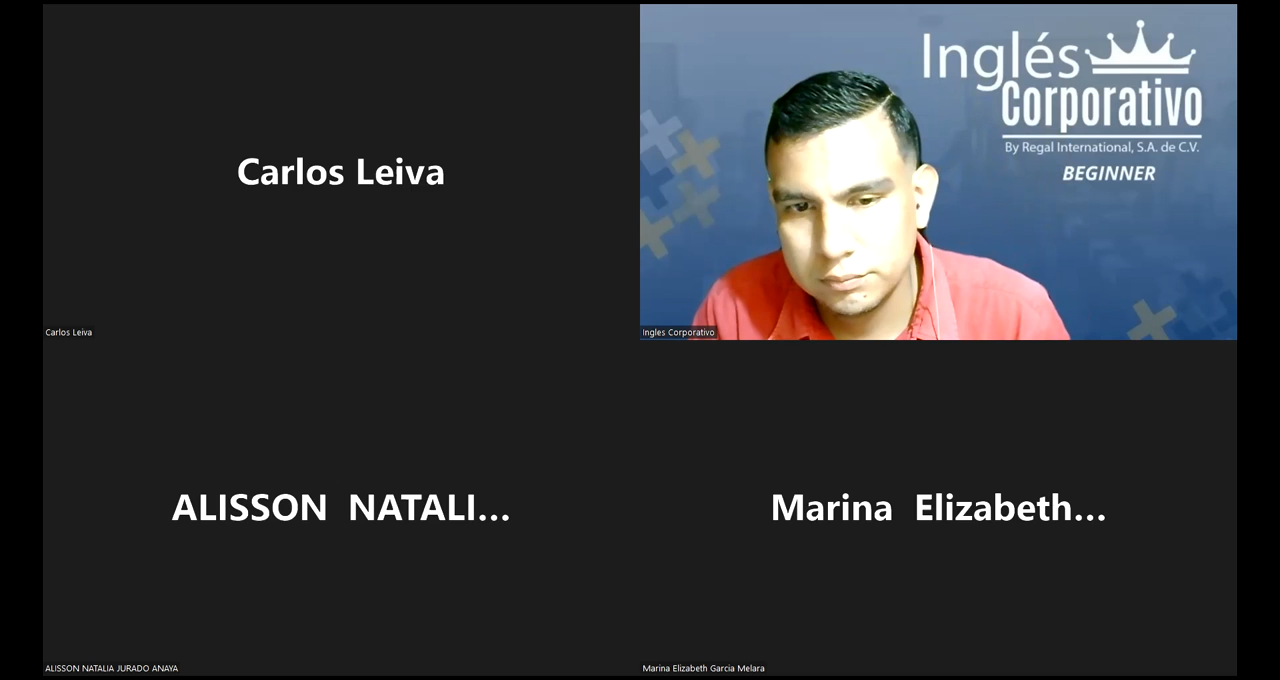 Carlos Leiva
Carlos Leiva
Inglés
Corporativo
By Regal International, S.A. de C.V.
BEGINNER
Ingles Corporativo
ALISSON NATALI...
ALISSON NATALIA JURADO ANAYA
Marina Elizabeth...
Marina Elizabeth Garcia Melara